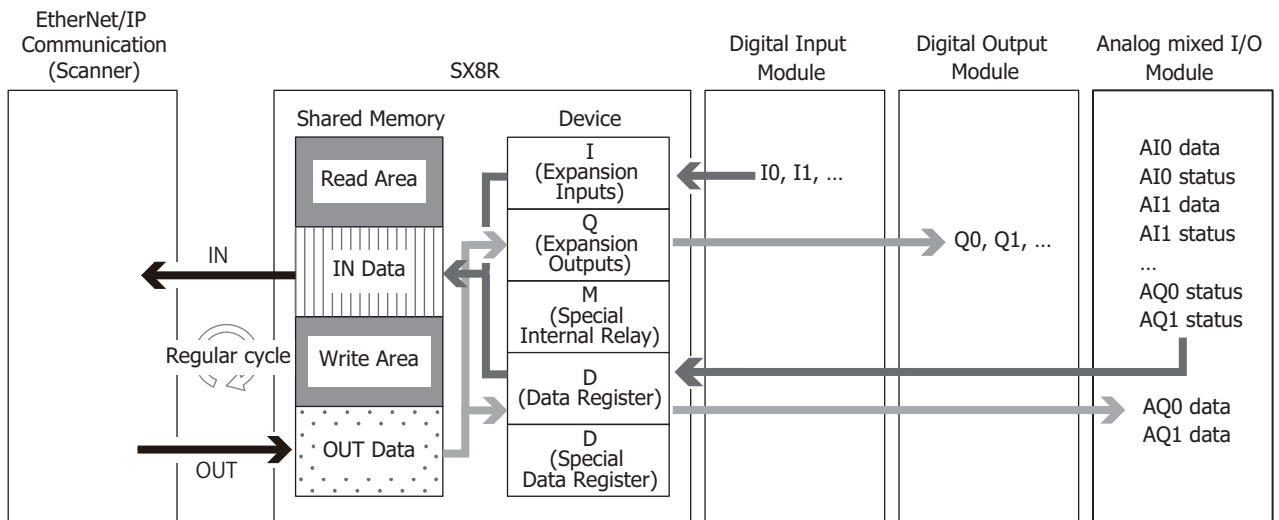 EtherNet/IP
Communication
(Scanner)
SX8R
Digital Input
Module
Digital Output
Module
Analog mixed I/O
Module
Shared Memory
Device
Read Area
IN Data
Write Area
OUT Data
I
(Expansion
Inputs)
Q
(Expansion
Outputs)
M
(Special
Internal Relay)
D
(Data Register)
D
(Special
Data Register)
IN
Regular cycle
OUT
I0, I1, ...
Q0, Q1, ...
AI0 data
AI0 status
AI1 data
AI1 status
...
AQ0 status
AQ1 status
AQ0 data
AQ1 data